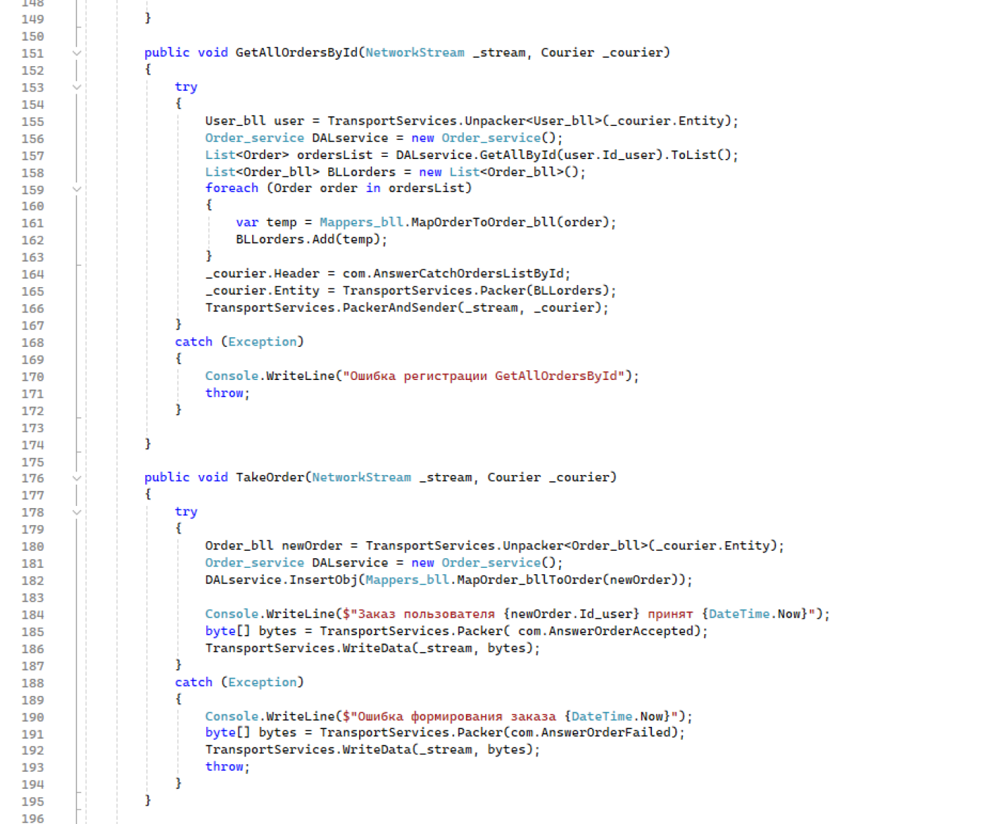 148
149 }
150
151 public void GetAllOrdersById(NetworkStream _stream, Courier _courier)
152 {
153 try
154 {
155 User_bll user = TransportServices.Unpacker<User_bll>(_courier.Entity);
156 Order_service DALservice = new Order_service();
157 List<Order> ordersList = DALservice.GetAllById(user.Id_user).ToList();
158 List<Order_bll> BLLorders = new List<Order_bll>();
159 foreach (Order order in ordersList)
160 {
161 var temp = Mappers_bll.MapOrderToOrder_bll(order);
162 BLLorders.Add(temp);
163 }
164 _courier.Header = com.AnswerCatchOrdersListById;
165 _courier.Entity = TransportServices.Packer(BLLorders);
166 TransportServices.PackerAndSender(_stream, _courier);
167 }
168 catch (Exception)
169 {
170 Console.WriteLine("Ошибка регистрации GetAllOrdersById");
171 throw;
172 }
173
174 }
175
176 public void TakeOrder(NetworkStream _stream, Courier _courier)
177 {
178 try
179 {
180 Order_bll newOrder = TransportServices.Unpacker<Order_bll>(_courier.Entity);
181 Order_service DALservice = new Order_service();
182 DALservice.InsertObj(Mappers_bll.MapOrder_bllToOrder(newOrder));
183
184 Console.WriteLine($"Заказ пользователя {newOrder.Id_user} принят {DateTime.Now}");
185 byte[] bytes = TransportServices.Packer( com.AnswerOrderAccepted);
186 TransportServices.WriteData(_stream, bytes);
187 }
188 catch (Exception)
189 {
190 Console.WriteLine($"Ошибка формирования заказа {DateTime.Now}");
191 byte[] bytes = TransportServices.Packer(com.AnswerOrderFailed);
192 TransportServices.WriteData(_stream, bytes);
193 throw;
194 }
195 }
196